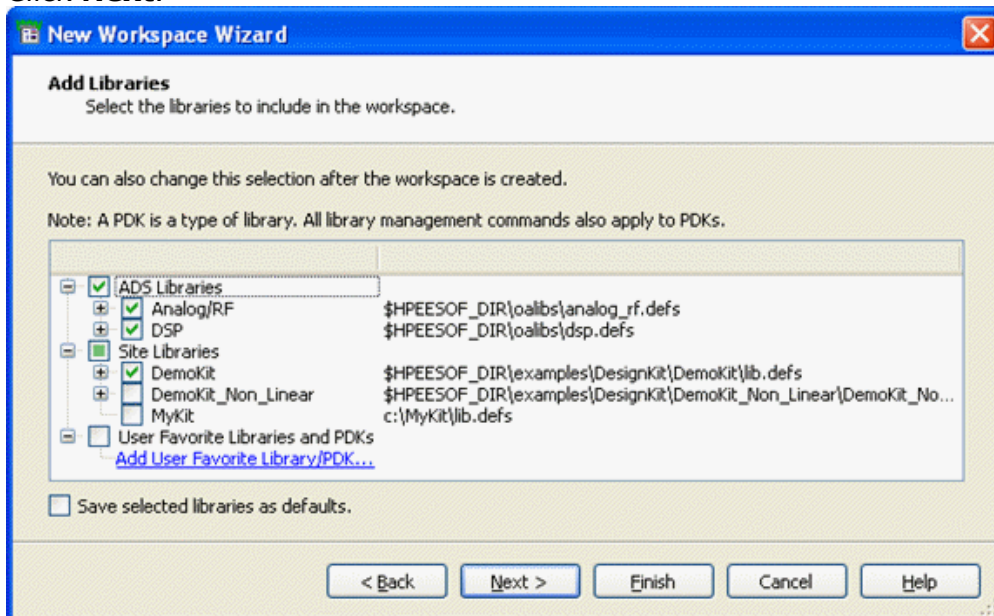 Click Next.
New Workspace Wizard
Add Libraries
Select the libraries to include in the workspace.
You can also change this selection after the workspace is created.
Note: A PDK is a type of library. All library management commands also apply to PDKs.
ADS Libraries
Analog/RF $HPEESOF_DIR\oalibs\analog_rf.defs
DSP $HPEESOF_DIR\oalibs\dsp.defs
Site Libraries
DemoKit $HPEESOF_DIR\examples\DesignKit\DemoKit\lib.defs
DemoKit_Non_Linear $HPEESOF_DIR\examples\DesignKit\DemoKit_Non_Linear\DemoKit_No...
MyKit c:\MyKit\lib.defs
User Favorite Libraries and PDKs
Add User Favorite Library/PDK...
Save selected libraries as defaults.
< Back Next > Finish Cancel Help